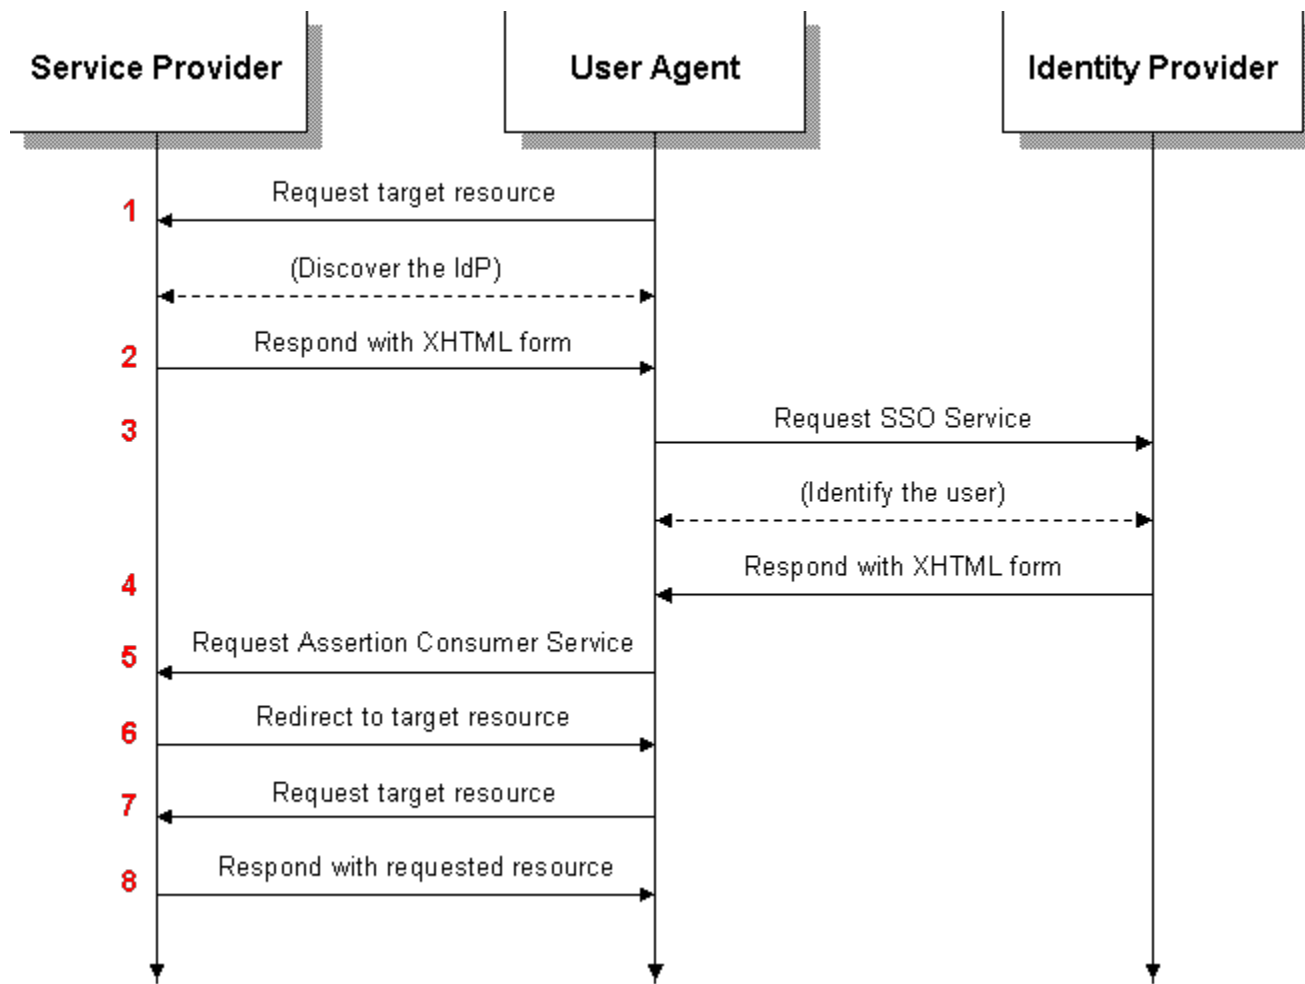 Service Provider
User Agent
Identity Provider
Request target resource
1
(Discover the IdP)
Respond with XHTML form
2
Request SSO Service
3
(Identify the user)
Respond with XHTML form
4
Request Assertion Consumer Service
5
Redirect to target resource
6
Request target resource
7
Respond with requested resource
8